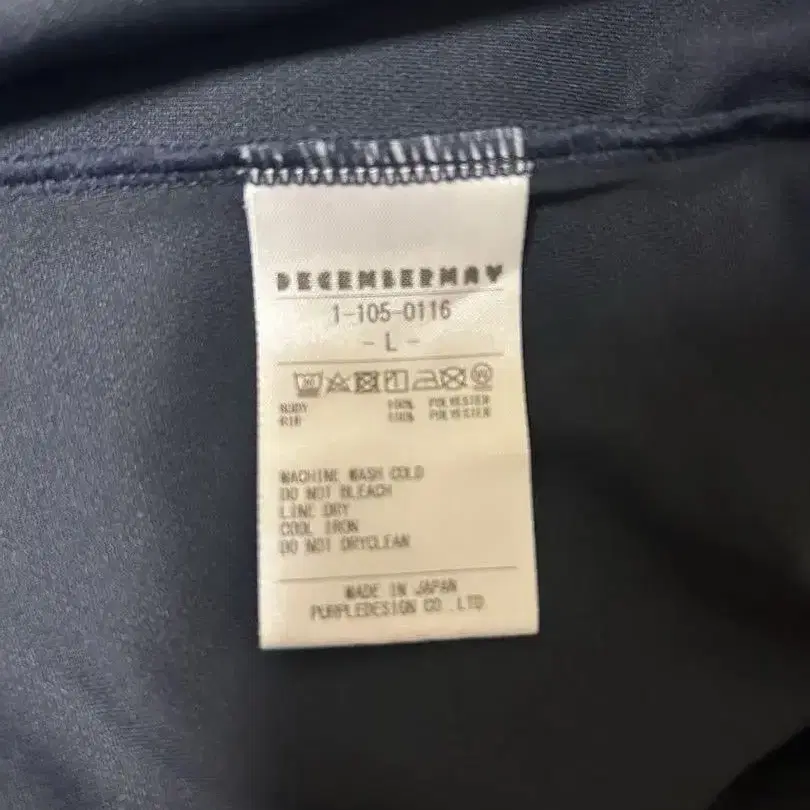 DECEMBERMAY
1-105-0116
- L -
BODY 100% POLYESTER
RIB 100% POLYESTER
MACHINE WASH COLD
DO NOT BLEACH
LINE DRY
COOL IRON
DO NOT DRYCLEAN
MADE IN JAPAN
PURPLEDESIGN CO.,LTD